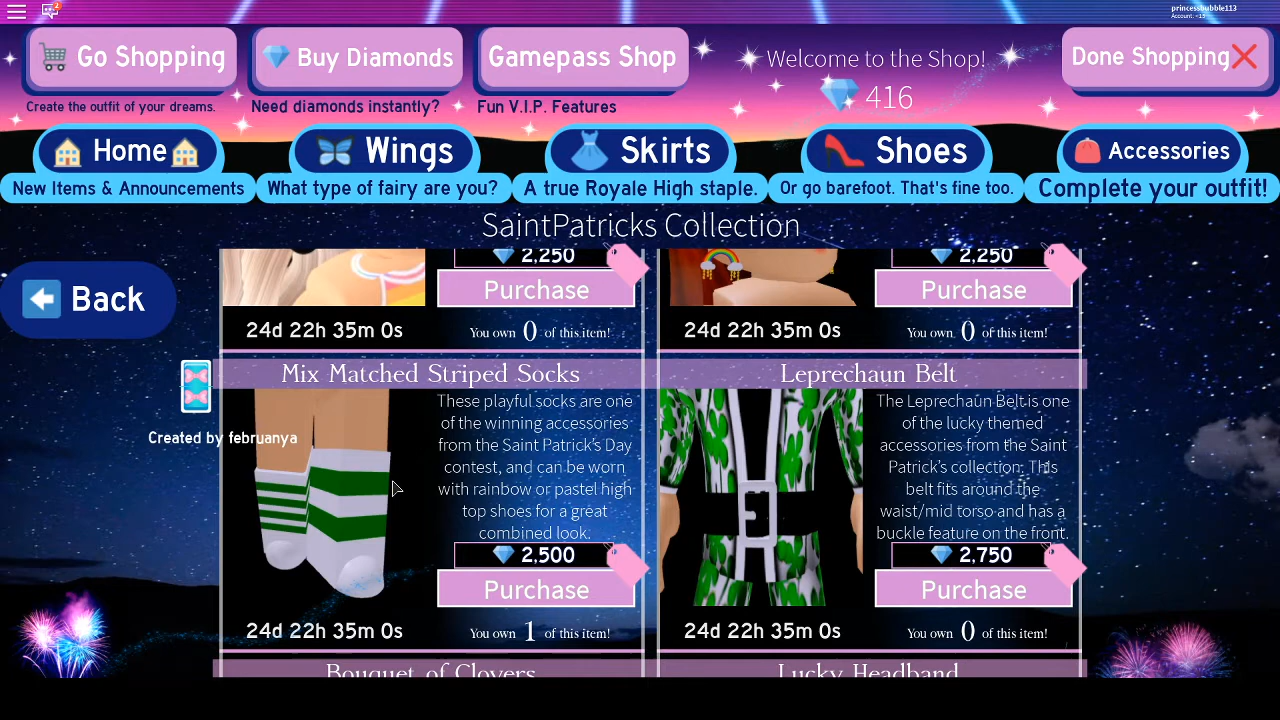 2
princessbubble113
Account: <13
Go Shopping
Buy Diamonds
Gamepass Shop
Welcome to the Shop!
Done Shopping
Create the outfit of your dreams.
Need diamonds instantly?
Fun V.I.P. Features
416
Home
Wings
Skirts
Shoes
Accessories
New Items & Announcements
What type of fairy are you?
A true Royale High staple.
Or go barefoot. That's fine too.
Complete your outfit!
SaintPatricks Collection
Back
2,250
Purchase
24d 22h 35m 0s
You own 0 of this item!
2,250
Purchase
24d 22h 35m 0s
You own 0 of this item!
Mix Matched Striped Socks
Created by februanya
These playful socks are one
of the winning accessories
from the Saint Patrick's Day
contest, and can be worn
with rainbow or pastel high
top shoes for a great
combined look.
2,500
Purchase
24d 22h 35m 0s
You own 1 of this item!
Leprechaun Belt
The Leprechaun Belt is one
of the lucky themed
accessories from the Saint
Patrick's collection. This
belt fits around the
waist/mid torso and has a
buckle feature on the front.
2,750
Purchase
24d 22h 35m 0s
You own 0 of this item!
Bouquet of Clovers
Lucky Headband